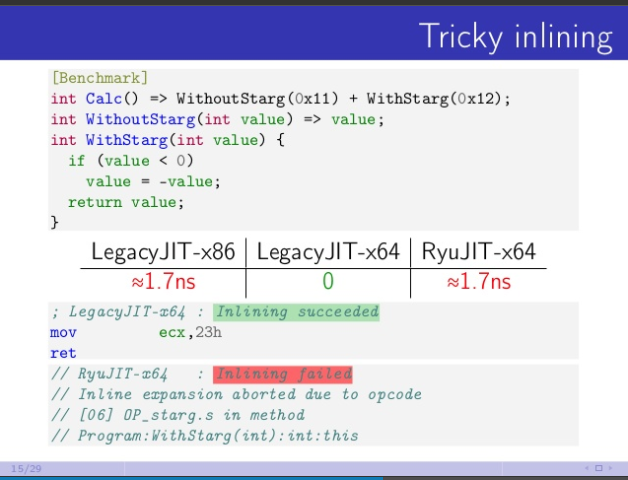 Tricky inlining
[Benchmark]
int Calc() => WithoutStarg(0x11) + WithStarg(0x12);
int WithoutStarg(int value) => value;
int WithStarg(int value) {
  if (value < 0)
    value = -value;
  return value;
}
LegacyJIT-x86 LegacyJIT-x64 RyuJIT-x64
≈1.7ns 0 ≈1.7ns
; LegacyJIT-x64 : Inlining succeeded
mov ecx,23h
ret
// RyuJIT-x64 : Inlining failed
// Inline expansion aborted due to opcode
// [06] OP_starg.s in method
// Program:WithStarg(int):int:this
15/29